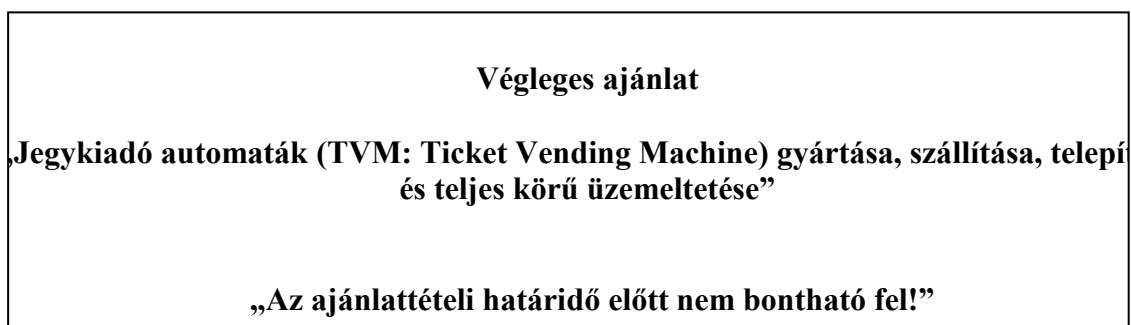 Végleges ajánlat
„Jegykiadó automaták (TVM: Ticket Vending Machine) gyártása, szállítása,
és teljes körű üzemeltetése”
„Az ajánlattételi határidő előtt nem bontható fel!”